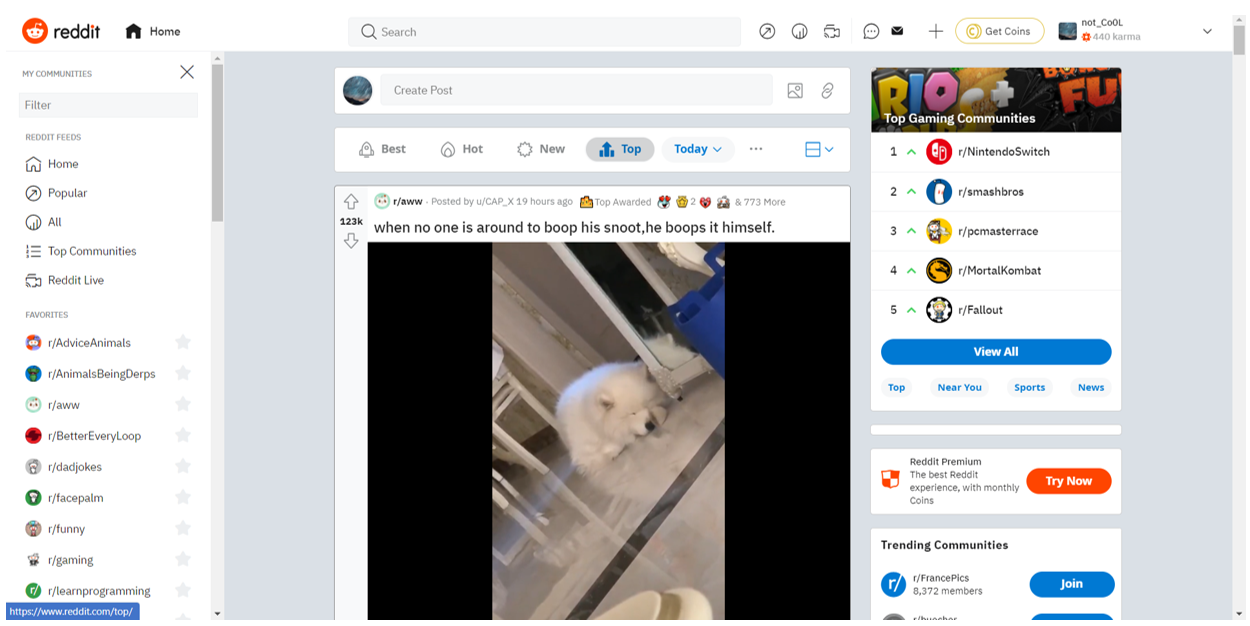 reddit
Home
Search
Get Coins
not_Co0L
440 karma
MY COMMUNITIES
Filter
REDDIT FEEDS
Home
Popular
All
Top Communities
Reddit Live
FAVORITES
r/AdviceAnimals
r/AnimalsBeingDerps
r/aww
r/BetterEveryLoop
r/dadjokes
r/facepalm
r/funny
r/gaming
r/learnprogramming
https://www.reddit.com/top/
Create Post
Best
Hot
New
Top
Today
123k
r/aww · Posted by u/CAP_X 19 hours ago Top Awarded 2 & 773 More
when no one is around to boop his snoot,he boops it himself.
RIO
FU
Top Gaming Communities
1 r/NintendoSwitch
2 r/smashbros
3 r/pcmasterrace
4 r/MortalKombat
5 r/Fallout
View All
Top
Near You
Sports
News
Reddit Premium
The best Reddit
experience, with monthly
Coins
Try Now
Trending Communities
r/FrancePics
8,372 members
Join